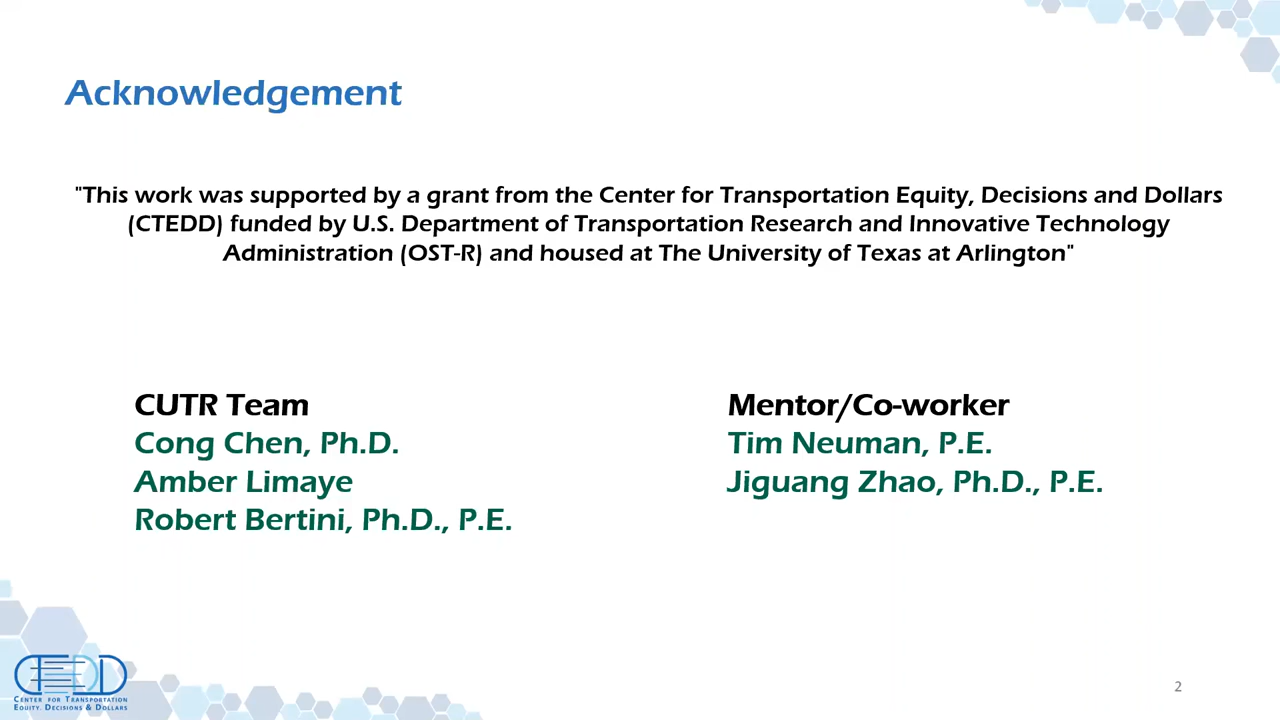 Acknowledgement
"This work was supported by a grant from the Center for Transportation Equity, Decisions and Dollars
(CTEDD) funded by U.S. Department of Transportation Research and Innovative Technology
Administration (OST-R) and housed at The University of Texas at Arlington"
CUTR Team
Cong Chen, Ph.D.
Amber Limaye
Robert Bertini, Ph.D., P.E.
Mentor/Co-worker
Tim Neuman, P.E.
Jiguang Zhao, Ph.D., P.E.
CTEDD
Center for Transportation
Equity, Decisions & Dollars
2